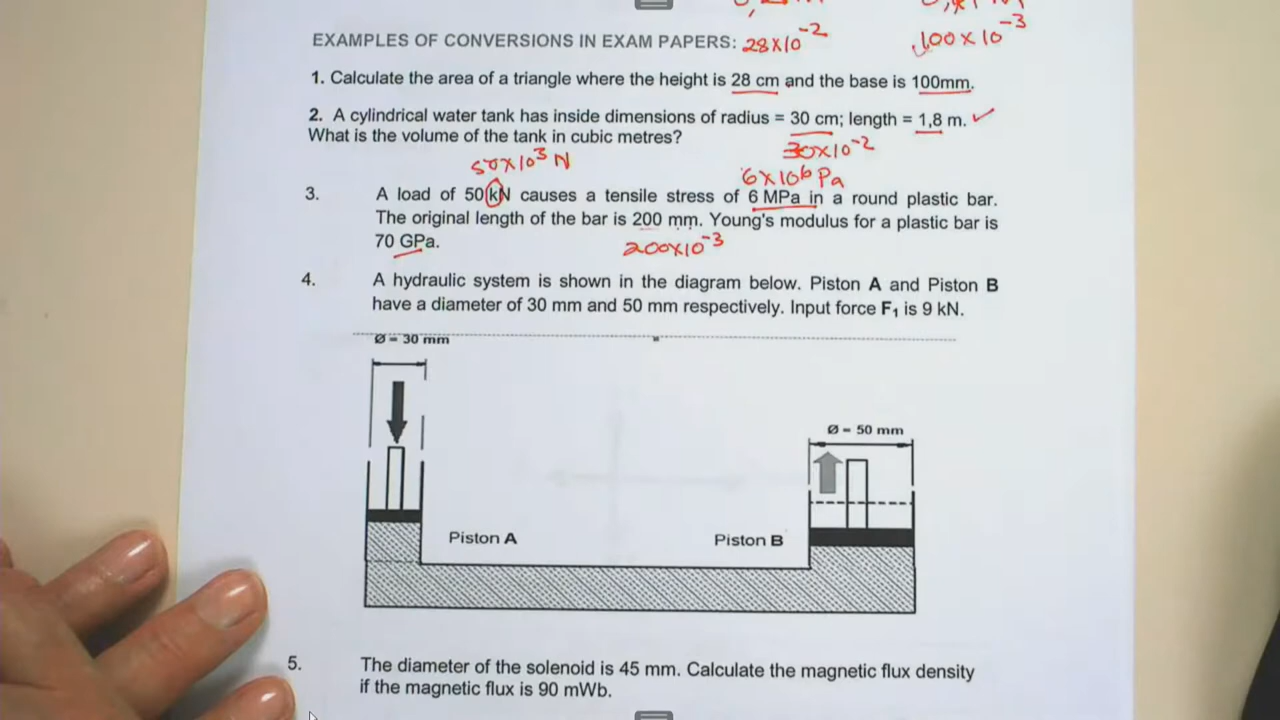 EXAMPLES OF CONVERSIONS IN EXAM PAPERS: 28x10⁻² 100x10⁻³
1. Calculate the area of a triangle where the height is 28 cm and the base is 100mm.
2. A cylindrical water tank has inside dimensions of radius = 30 cm; length = 1,8 m. ✓
What is the volume of the tank in cubic metres?
30x10⁻²
50x10³ N 6x10⁶ Pa
3. A load of 50 kN causes a tensile stress of 6 MPa in a round plastic bar.
The original length of the bar is 200 mm. Young's modulus for a plastic bar is
70 GPa.
200x10⁻³
4. A hydraulic system is shown in the diagram below. Piston A and Piston B
have a diameter of 30 mm and 50 mm respectively. Input force F₁ is 9 kN.
Ø = 30 mm
Ø = 50 mm
Piston A
Piston B
5. The diameter of the solenoid is 45 mm. Calculate the magnetic flux density
if the magnetic flux is 90 mWb.